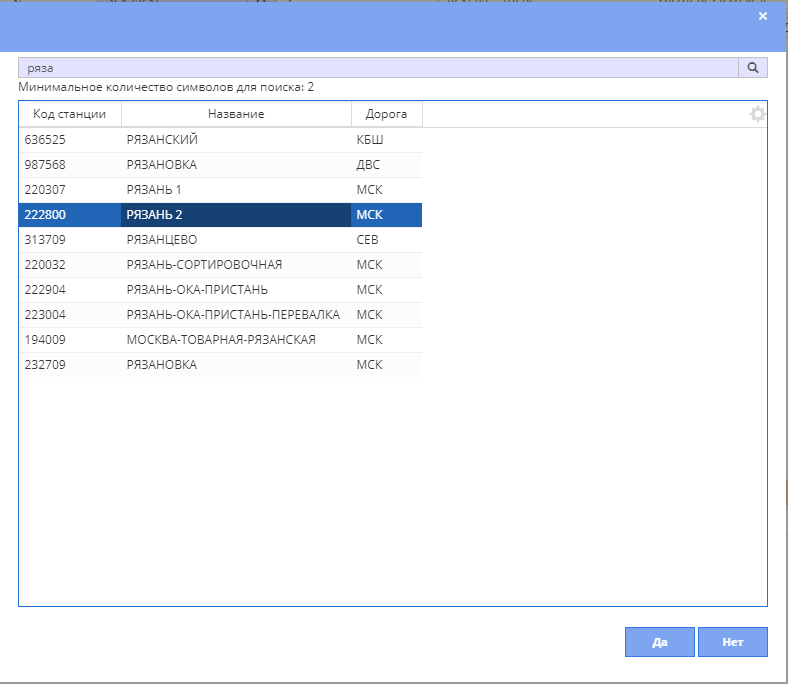 ×
ряза
Минимальное количество символов для поиска: 2
Код станции Название Дорога
636525 РЯЗАНСКИЙ КБШ
987568 РЯЗАНОВКА ДВС
220307 РЯЗАНЬ 1 МСК
222800 РЯЗАНЬ 2 МСК
313709 РЯЗАНЦЕВО СЕВ
220032 РЯЗАНЬ-СОРТИРОВОЧНАЯ МСК
222904 РЯЗАНЬ-ОКА-ПРИСТАНЬ МСК
223004 РЯЗАНЬ-ОКА-ПРИСТАНЬ-ПЕРЕВАЛКА МСК
194009 МОСКВА-ТОВАРНАЯ-РЯЗАНСКАЯ МСК
232709 РЯЗАНОВКА МСК
Да Нет